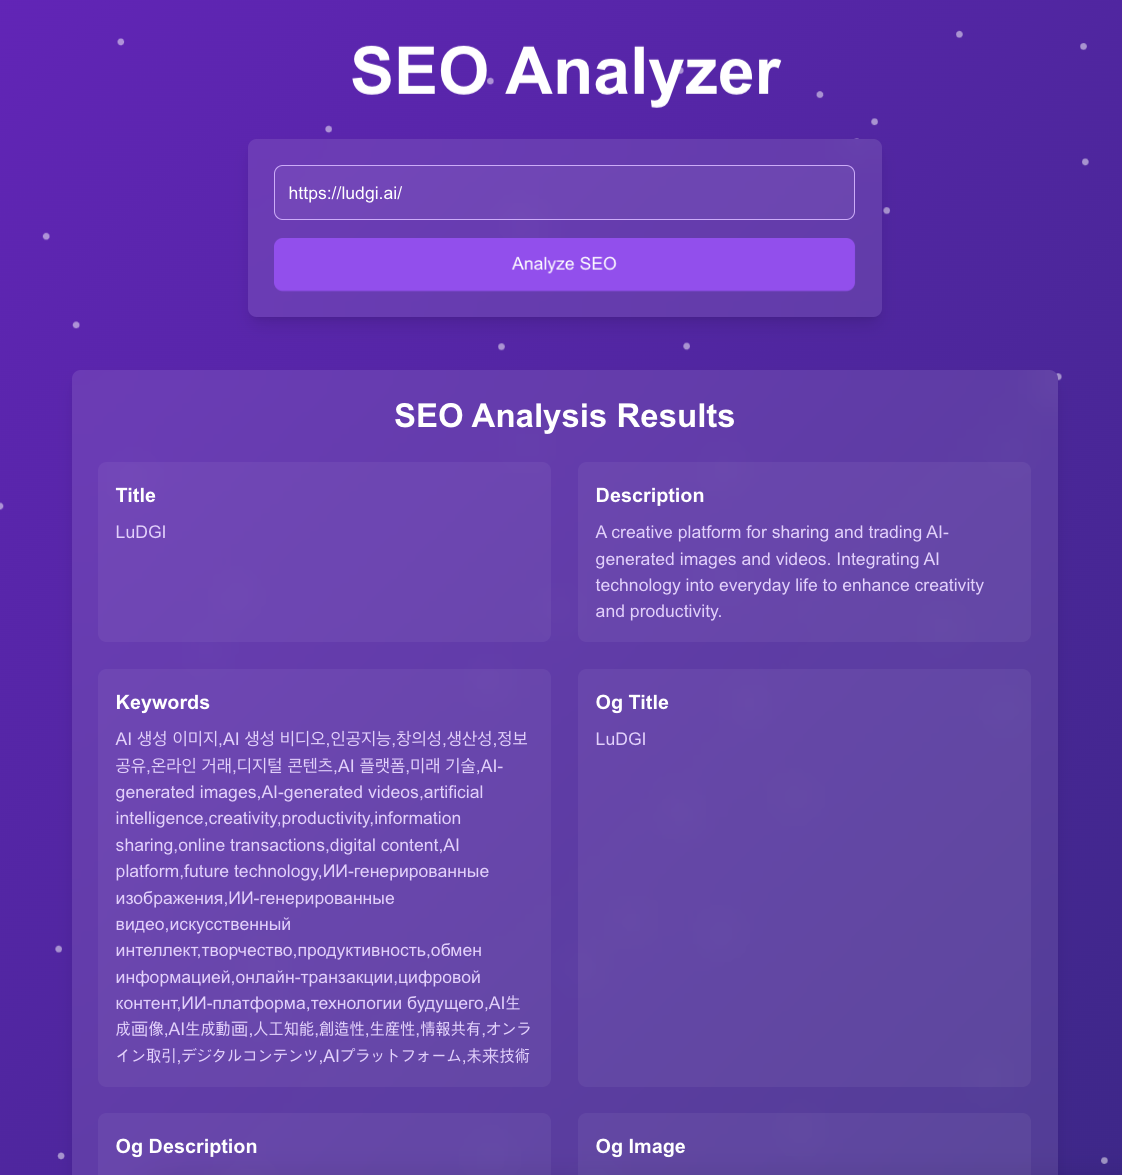 SEO Analyzer
https://ludgi.ai/
Analyze SEO
SEO Analysis Results
Title
LuDGI
Description
A creative platform for sharing and trading AI-
generated images and videos. Integrating AI
technology into everyday life to enhance creativity
and productivity.
Keywords
AI 생성 이미지,AI 생성 비디오,인공지능,창의성,생산성,정보
공유,온라인 거래,디지털 콘텐츠,AI 플랫폼,미래 기술,AI-
generated images,AI-generated videos,artificial
intelligence,creativity,productivity,information
sharing,online transactions,digital content,AI
platform,future technology,ИИ-генерированные
изображения,ИИ-генерированные
видео,искусственный
интеллект,творчество,продуктивность,обмен
информацией,онлайн-транзакции,цифровой
контент,ИИ-платформа,технологии будущего,AI生
成画像,AI生成動画,人工知能,創造性,生産性,情報共有,オンラ
イン取引,デジタルコンテンツ,AIプラットフォーム,未来技術
Og Title
LuDGI
Og Description
Og Image